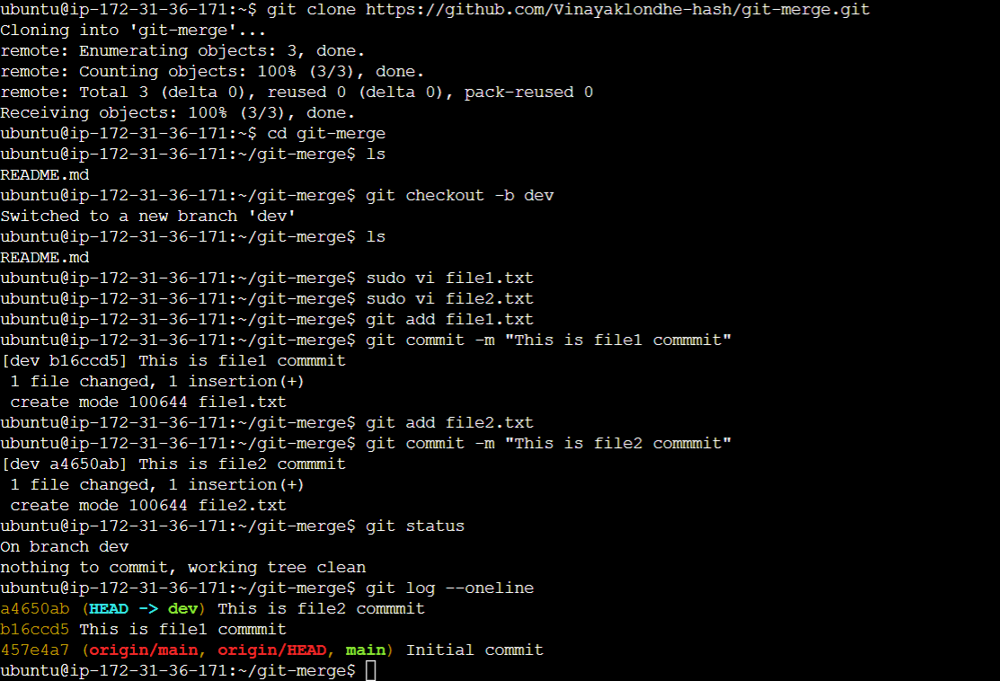 ubuntu@ip-172-31-36-171:~$ git clone https://github.com/Vinayaklondhe-hash/git-merge.git
Cloning into 'git-merge'...
remote: Enumerating objects: 3, done.
remote: Counting objects: 100% (3/3), done.
remote: Total 3 (delta 0), reused 0 (delta 0), pack-reused 0
Receiving objects: 100% (3/3), done.
ubuntu@ip-172-31-36-171:~$ cd git-merge
ubuntu@ip-172-31-36-171:~/git-merge$ ls
README.md
ubuntu@ip-172-31-36-171:~/git-merge$ git checkout -b dev
Switched to a new branch 'dev'
ubuntu@ip-172-31-36-171:~/git-merge$ ls
README.md
ubuntu@ip-172-31-36-171:~/git-merge$ sudo vi file1.txt
ubuntu@ip-172-31-36-171:~/git-merge$ sudo vi file2.txt
ubuntu@ip-172-31-36-171:~/git-merge$ git add file1.txt
ubuntu@ip-172-31-36-171:~/git-merge$ git commit -m "This is file1 commmit"
[dev b16ccd5] This is file1 commmit
 1 file changed, 1 insertion(+)
 create mode 100644 file1.txt
ubuntu@ip-172-31-36-171:~/git-merge$ git add file2.txt
ubuntu@ip-172-31-36-171:~/git-merge$ git commit -m "This is file2 commmit"
[dev a4650ab] This is file2 commmit
 1 file changed, 1 insertion(+)
 create mode 100644 file2.txt
ubuntu@ip-172-31-36-171:~/git-merge$ git status
On branch dev
nothing to commit, working tree clean
ubuntu@ip-172-31-36-171:~/git-merge$ git log --oneline
a4650ab (HEAD -> dev) This is file2 commmit
b16ccd5 This is file1 commmit
457e4a7 (origin/main, origin/HEAD, main) Initial commit
ubuntu@ip-172-31-36-171:~/git-merge$